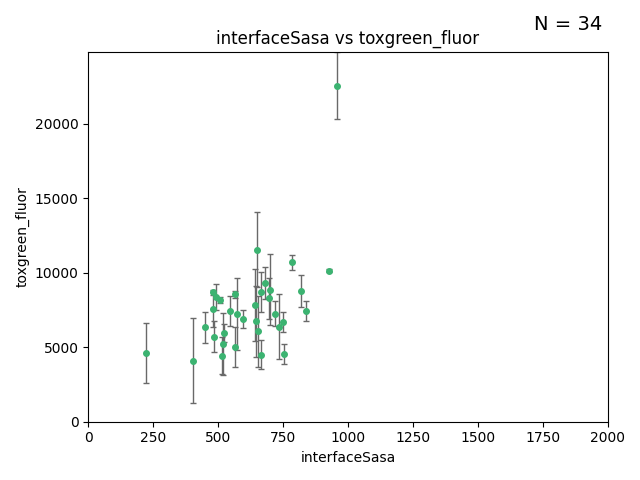 N = 34
interfaceSasa vs toxgreen_fluor
toxgreen_fluor
20000
15000
10000
5000
0
0 250 500 750 1000 1250 1500 1750 2000
interfaceSasa